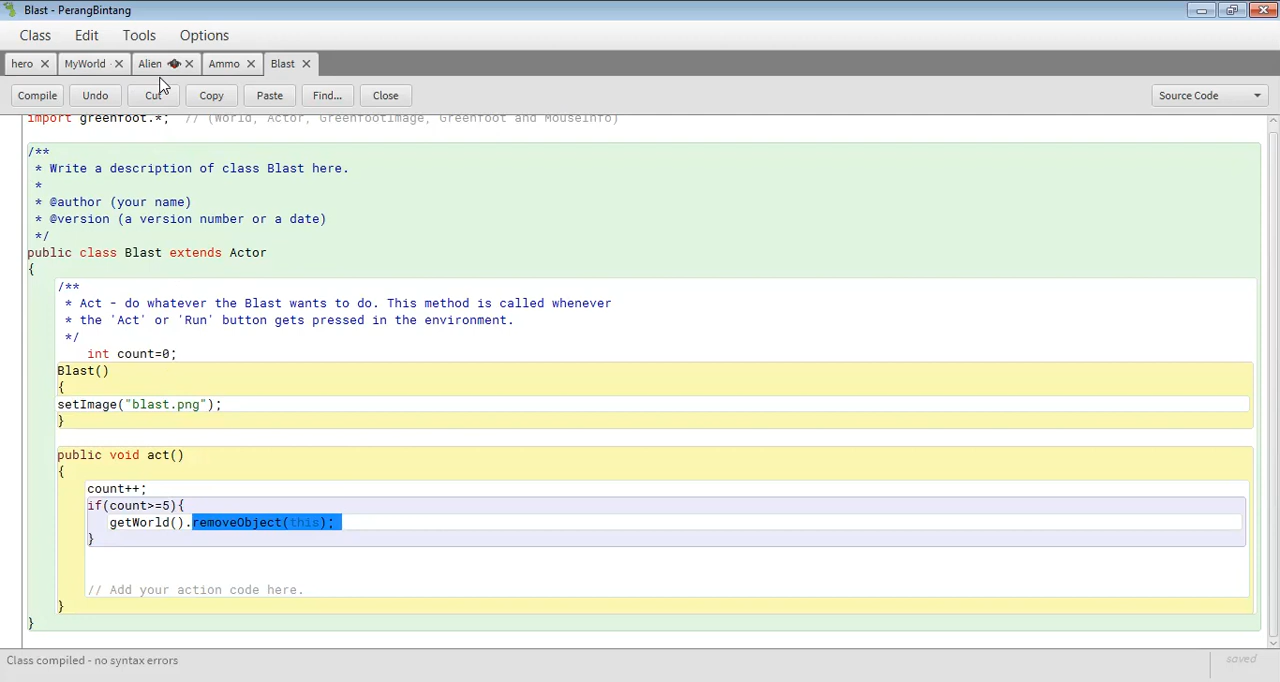 Blast - PerangBintang
Class Edit Tools Options
hero MyWorld Alien Ammo Blast
Compile Undo Cut Copy Paste Find... Close Source Code
import greenfoot.*;  // (World, Actor, GreenfootImage, Greenfoot and MouseInfo)
/**
 * Write a description of class Blast here.
 *
 * @author (your name)
 * @version (a version number or a date)
 */
public class Blast extends Actor
{
/**
 * Act - do whatever the Blast wants to do. This method is called whenever
 * the 'Act' or 'Run' button gets pressed in the environment.
 */
int count=0;
Blast()
{
setImage("blast.png");
}
public void act()
{
count++;
if(count>=5){
getWorld().removeObject(this);
}
// Add your action code here.
}
}
Class compiled - no syntax errors
saved